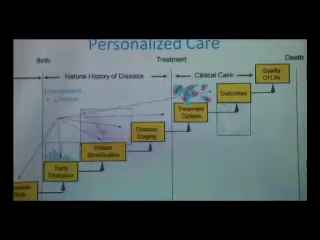 Personalized Care
Birth
Treatment
Death
Natural History of Disease
Clinical Care
Quality
Of Life
Outcomes
Treatment
Options
Disease
Staging
Patient
Stratification
Early
Detection
Risk